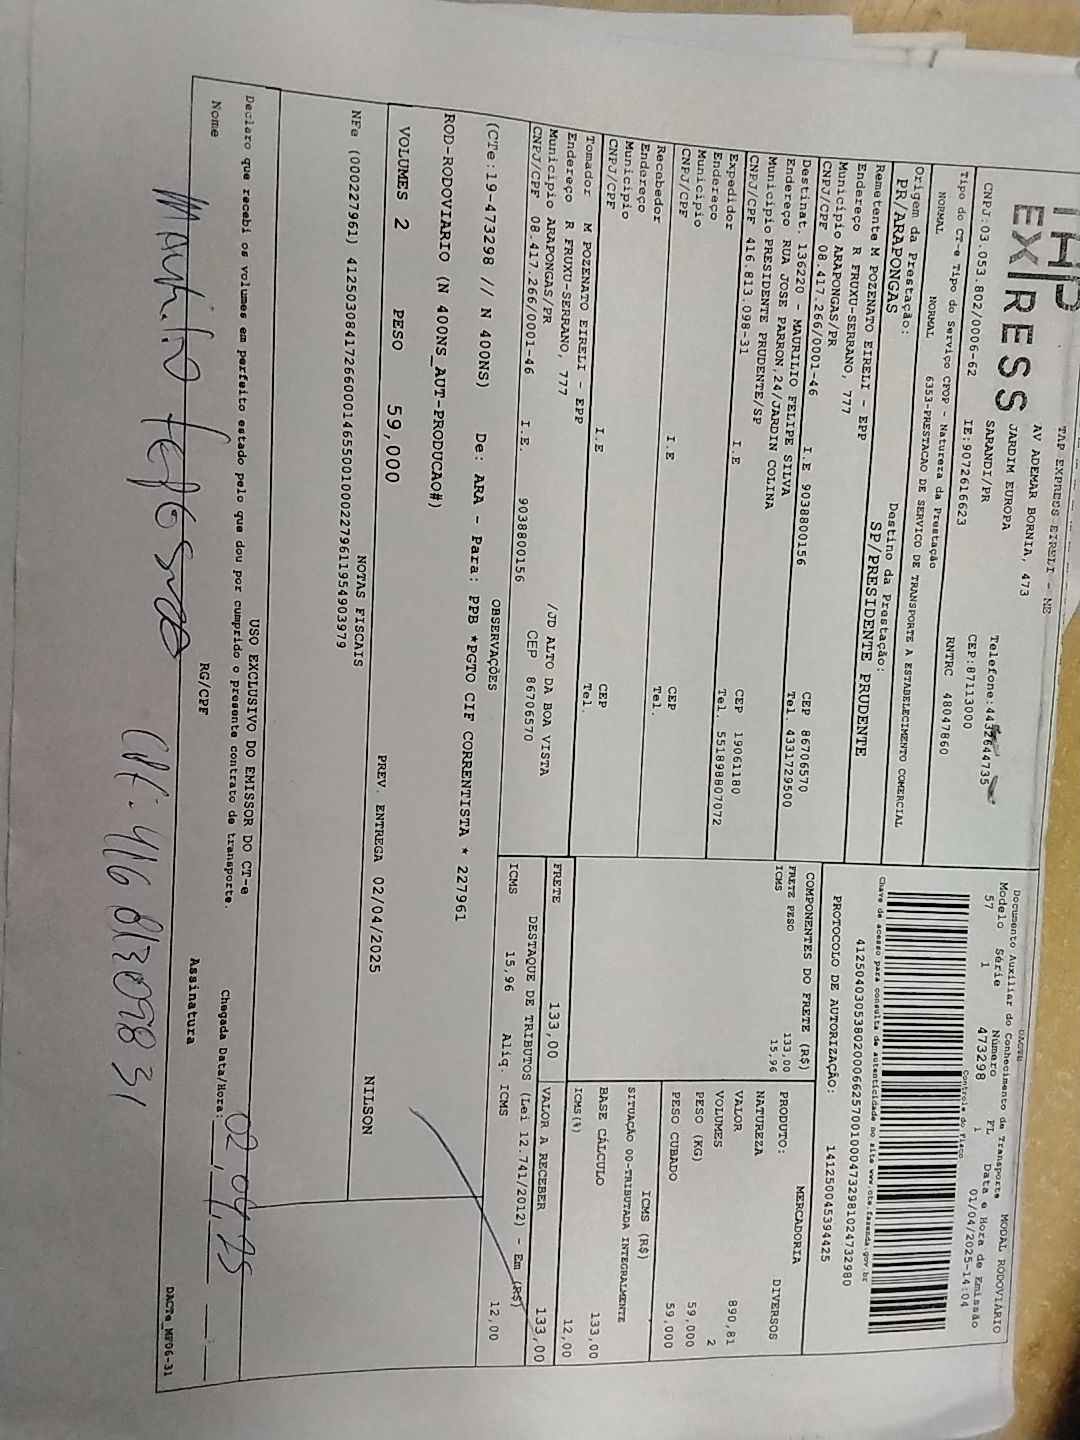 EX|RESS
TAP EXPRESS EIRELI - ME
AV ADEMAR BORNIA, 473
JARDIM EUROPA
SARANDI/PR
Telefone:4432644735
CEP:87113000
CNPJ:03.053.802/0006-62 IE:9072616623
RNTRC 48047860
Tipo do CT-e Tipo do Serviço CFOP - Natureza da Prestação
NORMAL NORMAL 6353-PRESTACAO DE SERVICO DE TRANSPORTE A ESTABELECIMENTO COMERCIAL
Origem da Prestação: Destino da Prestação:
PR/ARAPONGAS SP/PRESIDENTE PRUDENTE
DACTE
Documento Auxiliar do Conhecimento de Transporte MODAL RODOVIÁRIO
Modelo Série Número FL Data e Hora de Emissão
57 1 473298 1 01/04/2025-14:04
Controle do Fisco
Chave de acesso para consulta de autenticidade no site www.cte.fazenda.gov.br
41250403053802000662570010004732981024732980
PROTOCOLO DE AUTORIZAÇÃO: 141250045394425
Remetente M POZENATO EIRELI - EPP
Endereço R FRUXU-SERRANO, 777
Município ARAPONGAS/PR CEP 86706570
CNPJ/CPF 08.417.266/0001-46 I.E 9038800156 Tel. 4331729500
Destinat. 136220 - MAURILIO FELIPE SILVA
Endereço RUA JOSE PARRON,24/JARDIN COLINA
Município PRESIDENTE PRUDENTE/SP CEP 19061180
CNPJ/CPF 416.813.098-31 I.E Tel. 551898807072
Expedidor
Endereço
Município CEP
CNPJ/CPF I.E Tel.
Recebedor
Endereço
Município CEP
CNPJ/CPF I.E Tel.
Tomador M POZENATO EIRELI - EPP
Endereço R FRUXU-SERRANO, 777 /JD ALTO DA BOA VISTA
Município ARAPONGAS/PR CEP 86706570
CNPJ/CPF 08.417.266/0001-46 I.E. 9038800156
COMPONENTES DO FRETE (R$)
FRETE PESO 133,00
ICMS 15,96
FRETE 133,00
MERCADORIA
PRODUTO: DIVERSOS
NATUREZA
VALOR 890,81
VOLUMES 2
PESO (KG) 59,000
PESO CUBADO 59,000
ICMS (R$)
SITUAÇÃO 00-TRIBUTADA INTEGRALMENTE
BASE CÁLCULO 133,00
ICMS(%) 12,00
VALOR A RECEBER 133,00
DESTAQUE DE TRIBUTOS (Lei 12.741/2012) - Em (R$)
ICMS 15,96 Aliq. ICMS 12,00
OBSERVAÇÕES
(CTe:19-473298 // N 400NS) De: ARA - Para: PPB *PGTO CIF CORRENTISTA * 227961
ROD-RODOVIARIO (N 400NS_AUT-PRODUCAO#)
VOLUMES 2 PESO 59,000 PREV. ENTREGA 02/04/2025 NILSON
NOTAS FISCAIS
NFe (000227961) 41250308417266000146550010002279611954903979
USO EXCLUSIVO DO EMISSOR DO CT-e
Declaro que recebi os volumes em perfeito estado pelo que dou por cumprido o presente contrato de transporte.
Chegada Data/Hora: 02/04/25
Nome RG/CPF Assinatura
DACTe_MP06-31